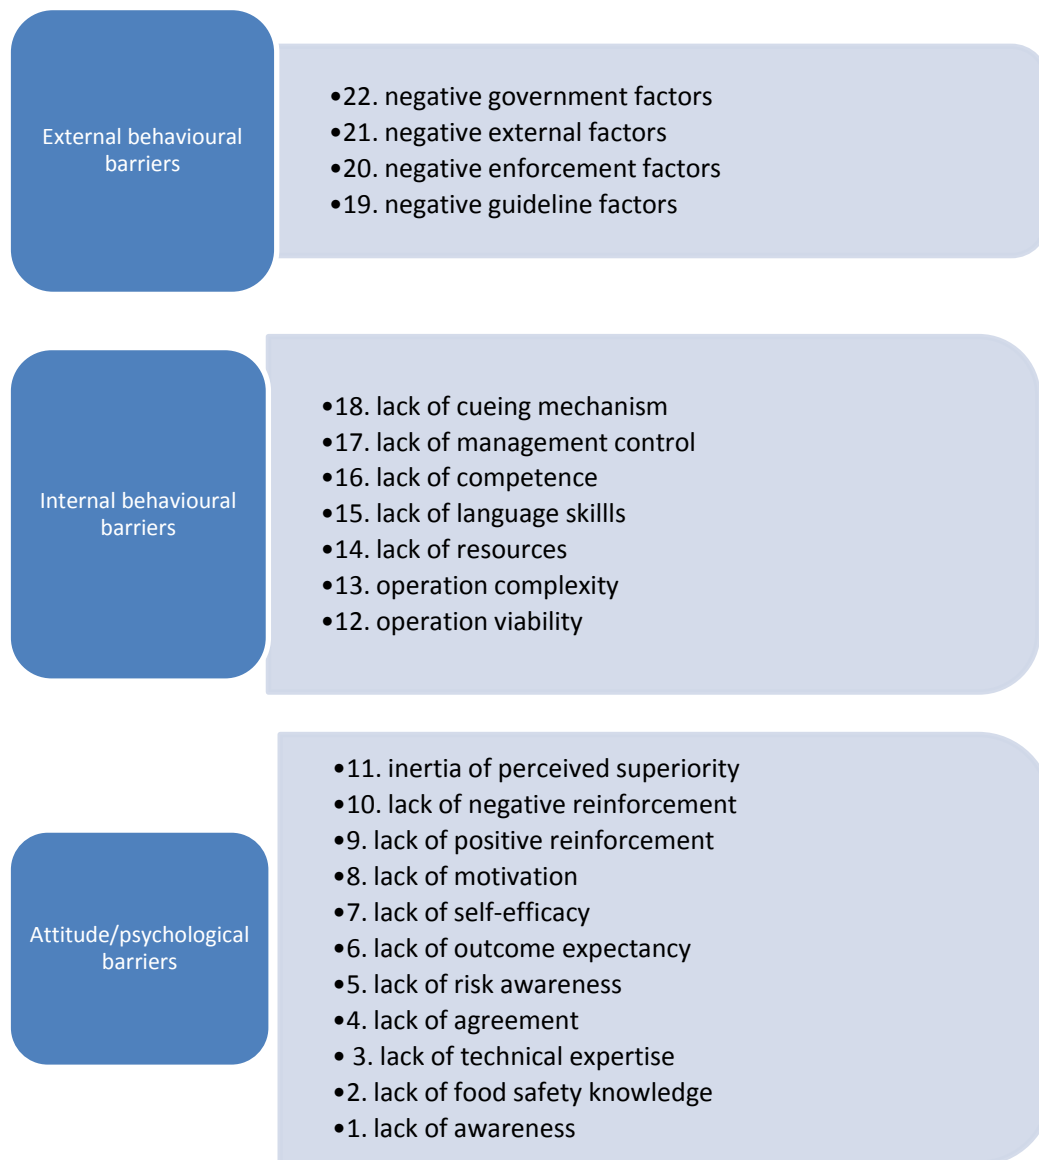 External behavioural
barriers
•22. negative government factors
•21. negative external factors
•20. negative enforcement factors
•19. negative guideline factors
Internal behavioural
barriers
•18. lack of cueing mechanism
•17. lack of management control
•16. lack of competence
•15. lack of language skillls
•14. lack of resources
•13. operation complexity
•12. operation viability
Attitude/psychological
barriers
•11. inertia of perceived superiority
•10. lack of negative reinforcement
•9. lack of positive reinforcement
•8. lack of motivation
•7. lack of self-efficacy
•6. lack of outcome expectancy
•5. lack of risk awareness
•4. lack of agreement
• 3. lack of technical expertise
•2. lack of food safety knowledge
•1. lack of awareness